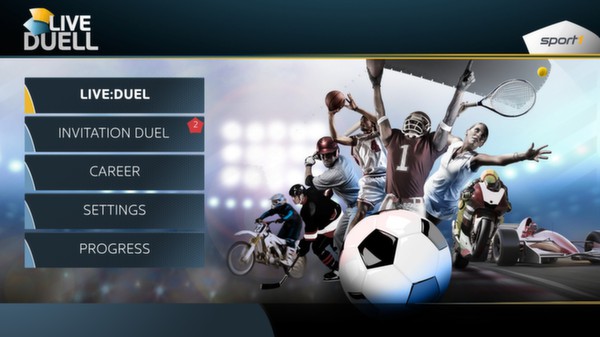 LIVE
DUELL
sport1
LIVE:DUEL
INVITATION DUEL
2
CAREER
SETTINGS
PROGRESS
1